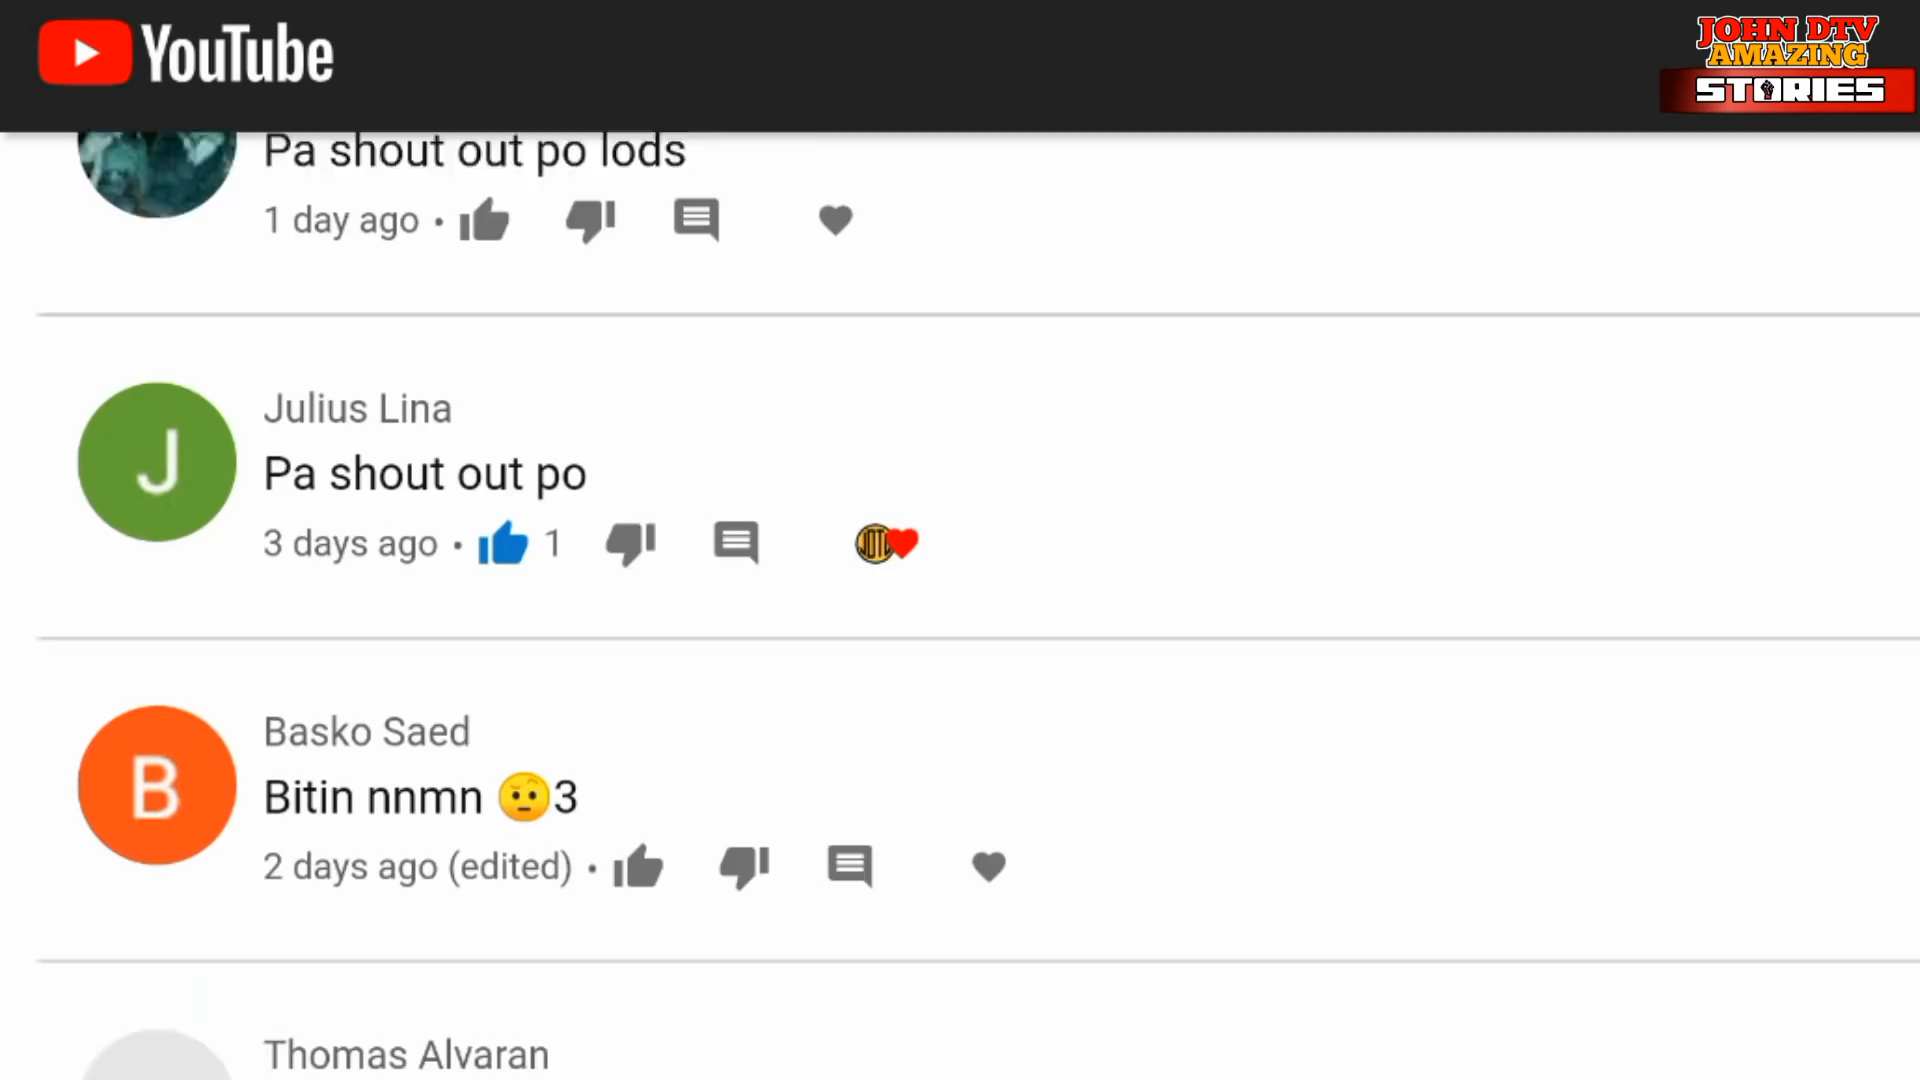 YouTube
JOHN DTV
AMAZING
STORIES
Pa shout out po lods
1 day ago •
J
Julius Lina
Pa shout out po
3 days ago • 1
B
Basko Saed
Bitin nnmn 🤨3
2 days ago (edited) •
Thomas Alvaran